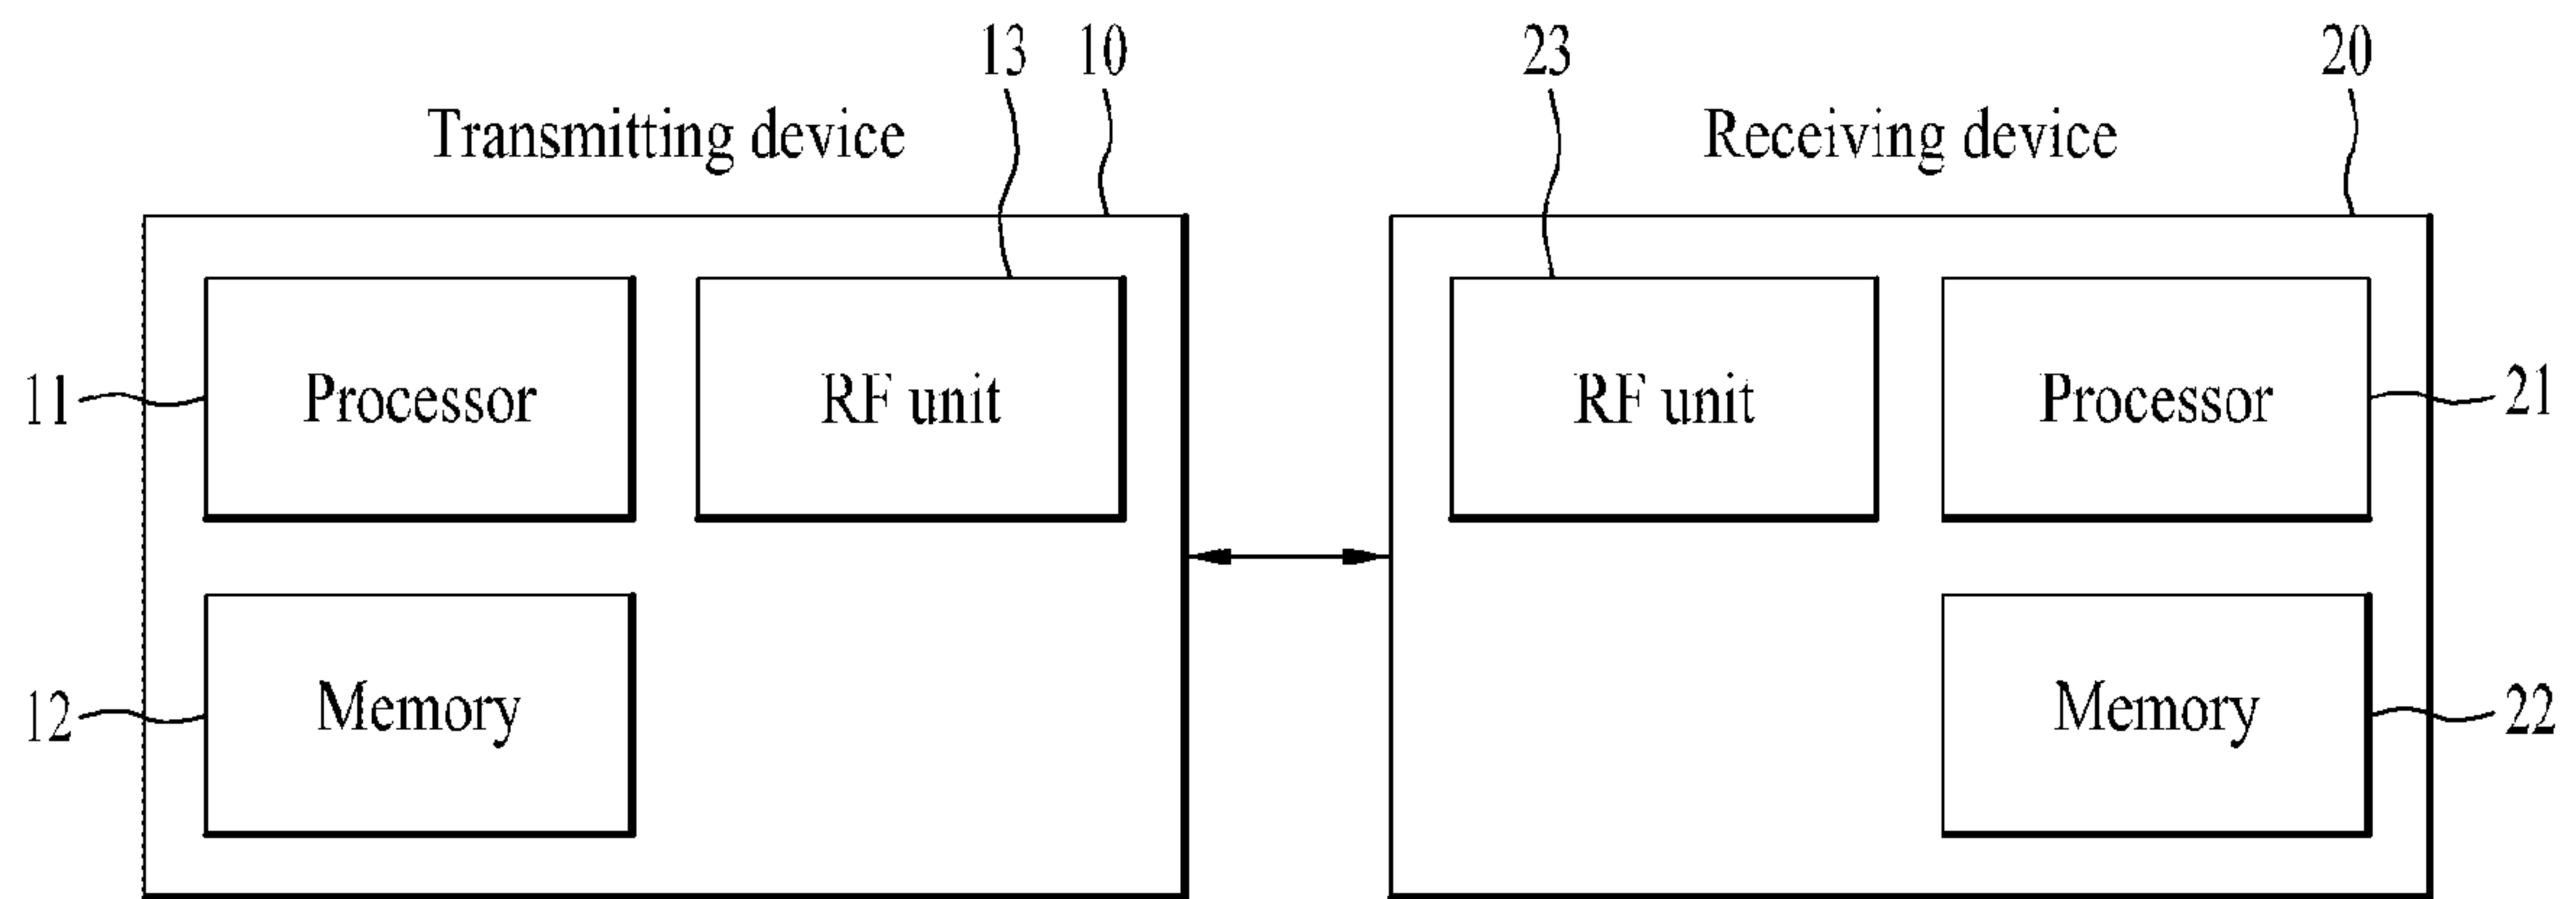 13 10 23 20
Transmitting device Receiving device
11 Processor RF unit RF unit Processor 21
12 Memory Memory 22